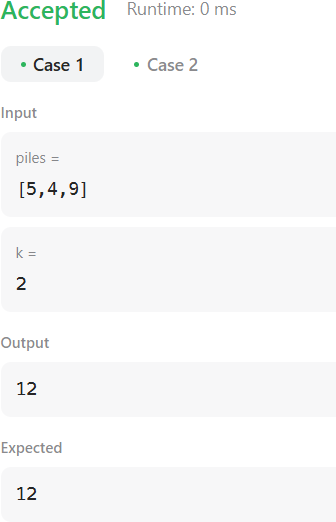 Accepted Runtime: 0 ms
• Case 1 • Case 2
Input
piles =
[5,4,9]
k =
2
Output
12
Expected
12